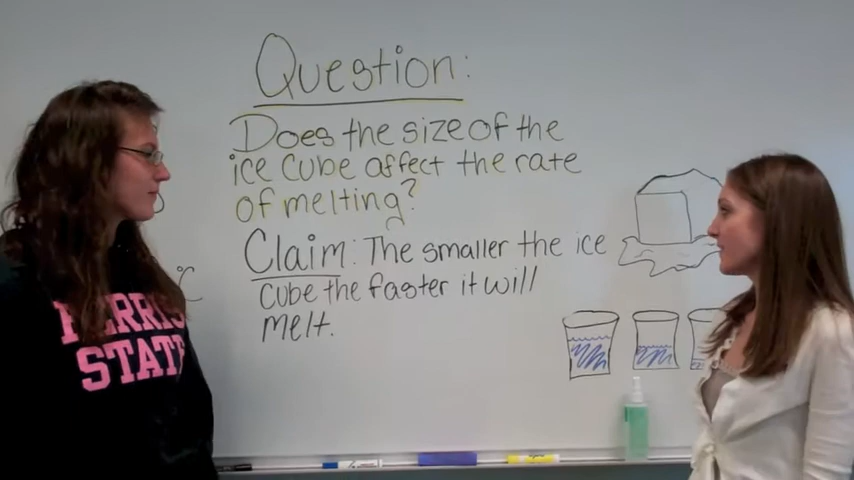 Question:
Does the size of the
ice cube affect the rate
of melting?
Claim: The smaller the ice
cube the faster it will
melt.
FERRIS
STATE